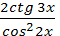 2ctg 3x
cos² 2x